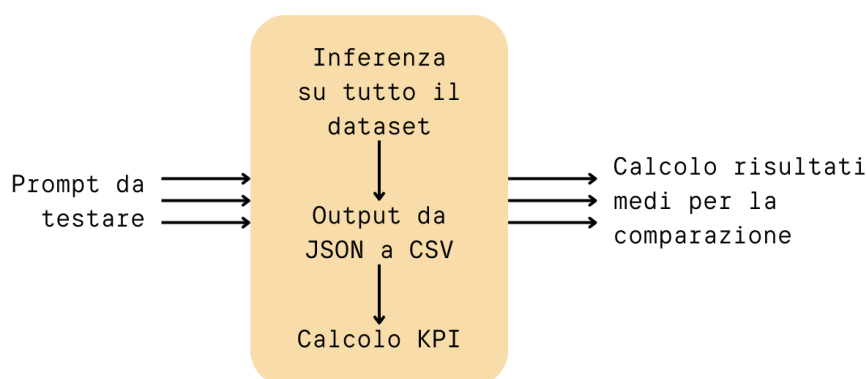 Prompt da
testare
Inferenza
su tutto il
dataset
Output da
JSON a CSV
Calcolo KPI
Calcolo risultati
medi per la
comparazione